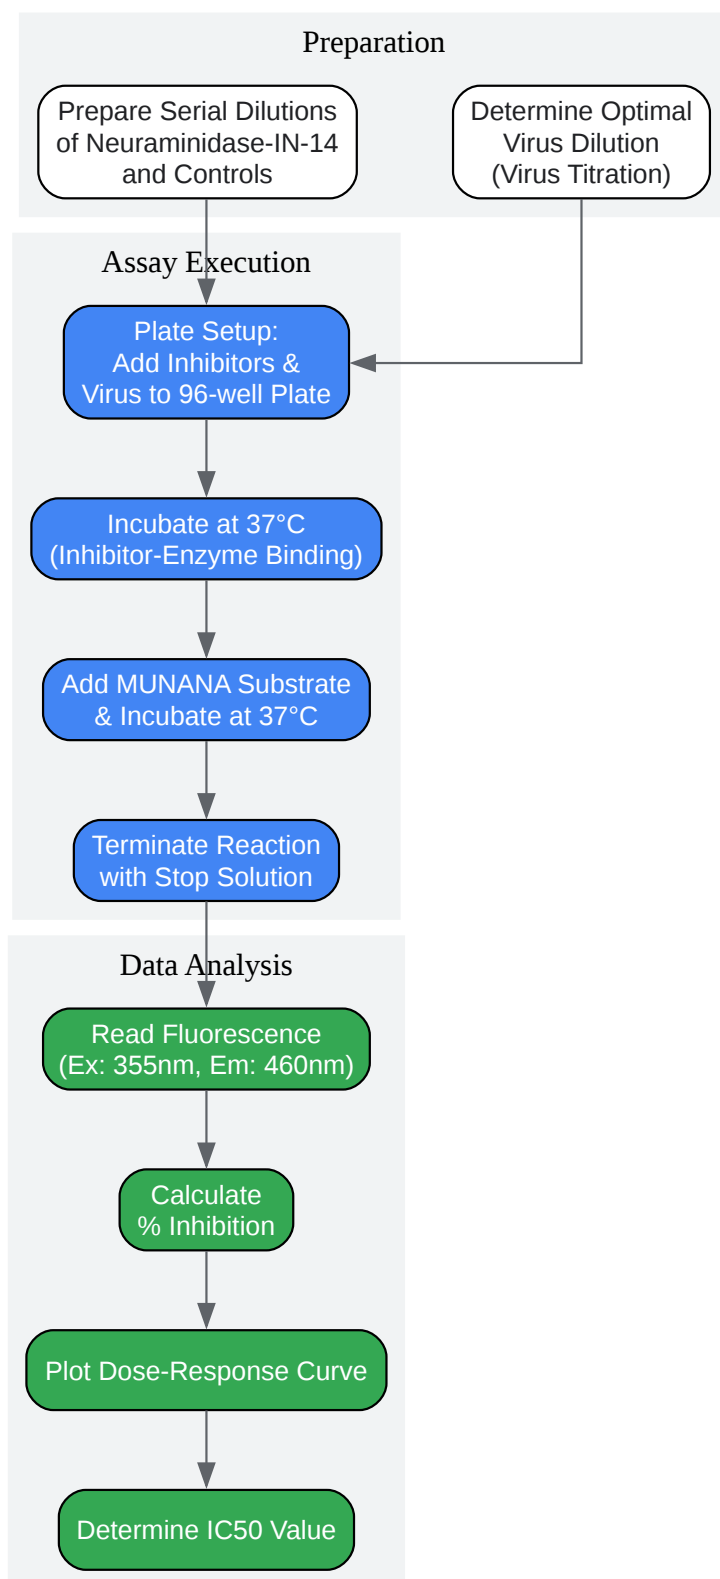 Preparation
Prepare Serial Dilutions
of Neuraminidase-IN-14
and Controls
Determine Optimal
Virus Dilution
(Virus Titration)
Assay Execution
Plate Setup:
Add Inhibitors &
Virus to 96-well Plate
Incubate at 37°C
(Inhibitor-Enzyme Binding)
Add MUNANA Substrate
& Incubate at 37°C
Terminate Reaction
with Stop Solution
Data Analysis
Read Fluorescence
(Ex: 355nm, Em: 460nm)
Calculate
% Inhibition
Plot Dose-Response Curve
Determine IC50 Value